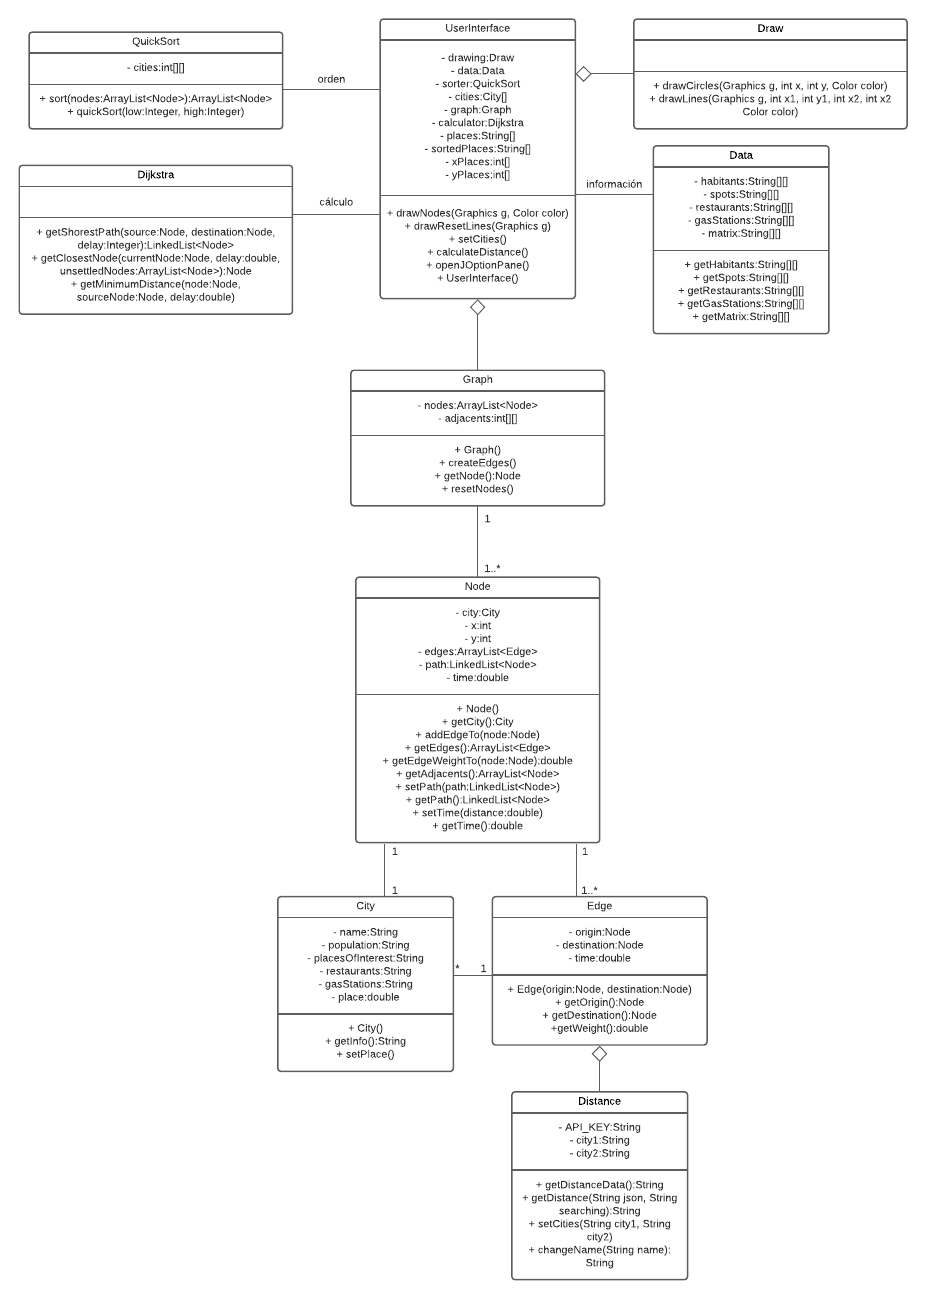 QuickSort
- cities:int[][]
+ sort(nodes:ArrayList<Node>):ArrayList<Node>
+ quickSort(low:Integer, high:Integer)
orden
UserInterface
- drawing:Draw
- data:Data
- sorter:QuickSort
- cities:City[]
- graph:Graph
- calculator:Dijkstra
- places:String[]
- sortedPlaces:String[]
- xPlaces:int[]
- yPlaces:int[]
+ drawNodes(Graphics g, Color color)
+ drawResetLines(Graphics g)
+ setCities()
+ calculateDistance()
+ openJOptionPane()
+ UserInterface()
Draw
+ drawCircles(Graphics g, int x, int y, Color color)
+ drawLines(Graphics g, int x1, int y1, int x2, int x2
Color color)
Dijkstra
+ getShorestPath(source:Node, destination:Node,
delay:Integer):LinkedList<Node>
+ getClosestNode(currentNode:Node, delay:double,
unsettledNodes:ArrayList<Node>):Node
+ getMinimumDistance(node:Node,
sourceNode:Node, delay:double)
cálculo
información
Data
- habitants:String[][]
- spots:String[][]
- restaurants:String[][]
- gasStations:String[][]
- matrix:String[][]
+ getHabitants:String[][]
+ getSpots:String[][]
+ getRestaurants:String[][]
+ getGasStations:String[][]
+ getMatrix:String[][]
Graph
- nodes:ArrayList<Node>
- adjacents:int[][]
+ Graph()
+ createEdges()
+ getNode():Node
+ resetNodes()
1
1..*
Node
- city:City
- x:int
- y:int
- edges:ArrayList<Edge>
- path:LinkedList<Node>
- time:double
+ Node()
+ getCity():City
+ addEdgeTo(node:Node)
+ getEdges():ArrayList<Edge>
+ getEdgeWeightTo(node:Node):double
+ getAdjacents():ArrayList<Node>
+ setPath(path:LinkedList<Node>)
+ getPath():LinkedList<Node>
+ setTime(distance:double)
+ getTime():double
1
1
1
1..*
City
- name:String
- population:String
- placesOfInterest:String
- restaurants:String
- gasStations:String
- place:double
+ City()
+ getInfo():String
+ setPlace()
*
1
Edge
- origin:Node
- destination:Node
- time:double
+ Edge(origin:Node, destination:Node)
+ getOrigin():Node
+ getDestination():Node
+getWeight():double
Distance
- API_KEY:String
- city1:String
- city2:String
+ getDistanceData():String
+ getDistance(String json, String
searching):String
+ setCities(String city1, String
city2)
+ changeName(String name):
String